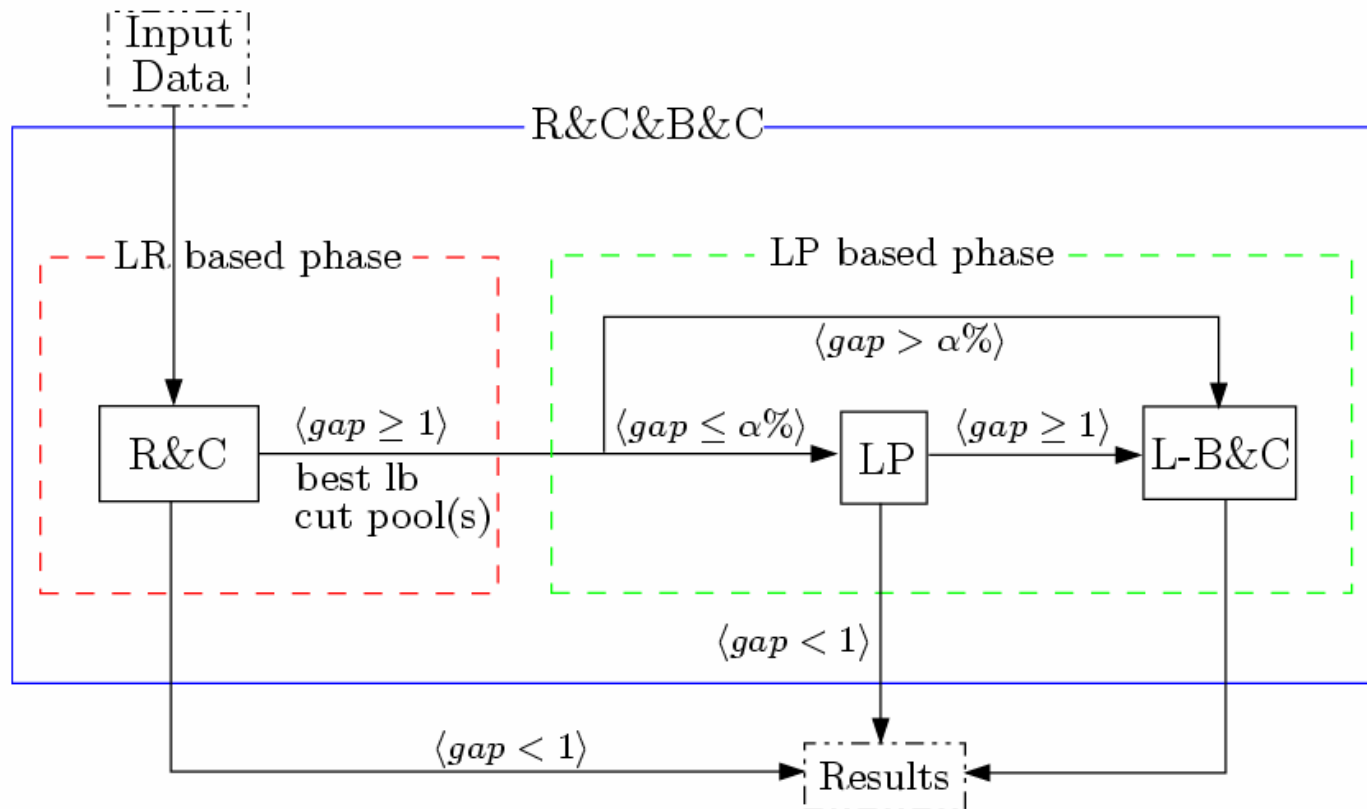 Input
Data
R&C&B&C
LR based phase
LP based phase
⟨gap > α%⟩
⟨gap ≥ 1⟩
⟨gap ≤ α%⟩
⟨gap ≥ 1⟩
R&C
LP
L-B&C
best lb
cut pool(s)
⟨gap < 1⟩
⟨gap < 1⟩
Results